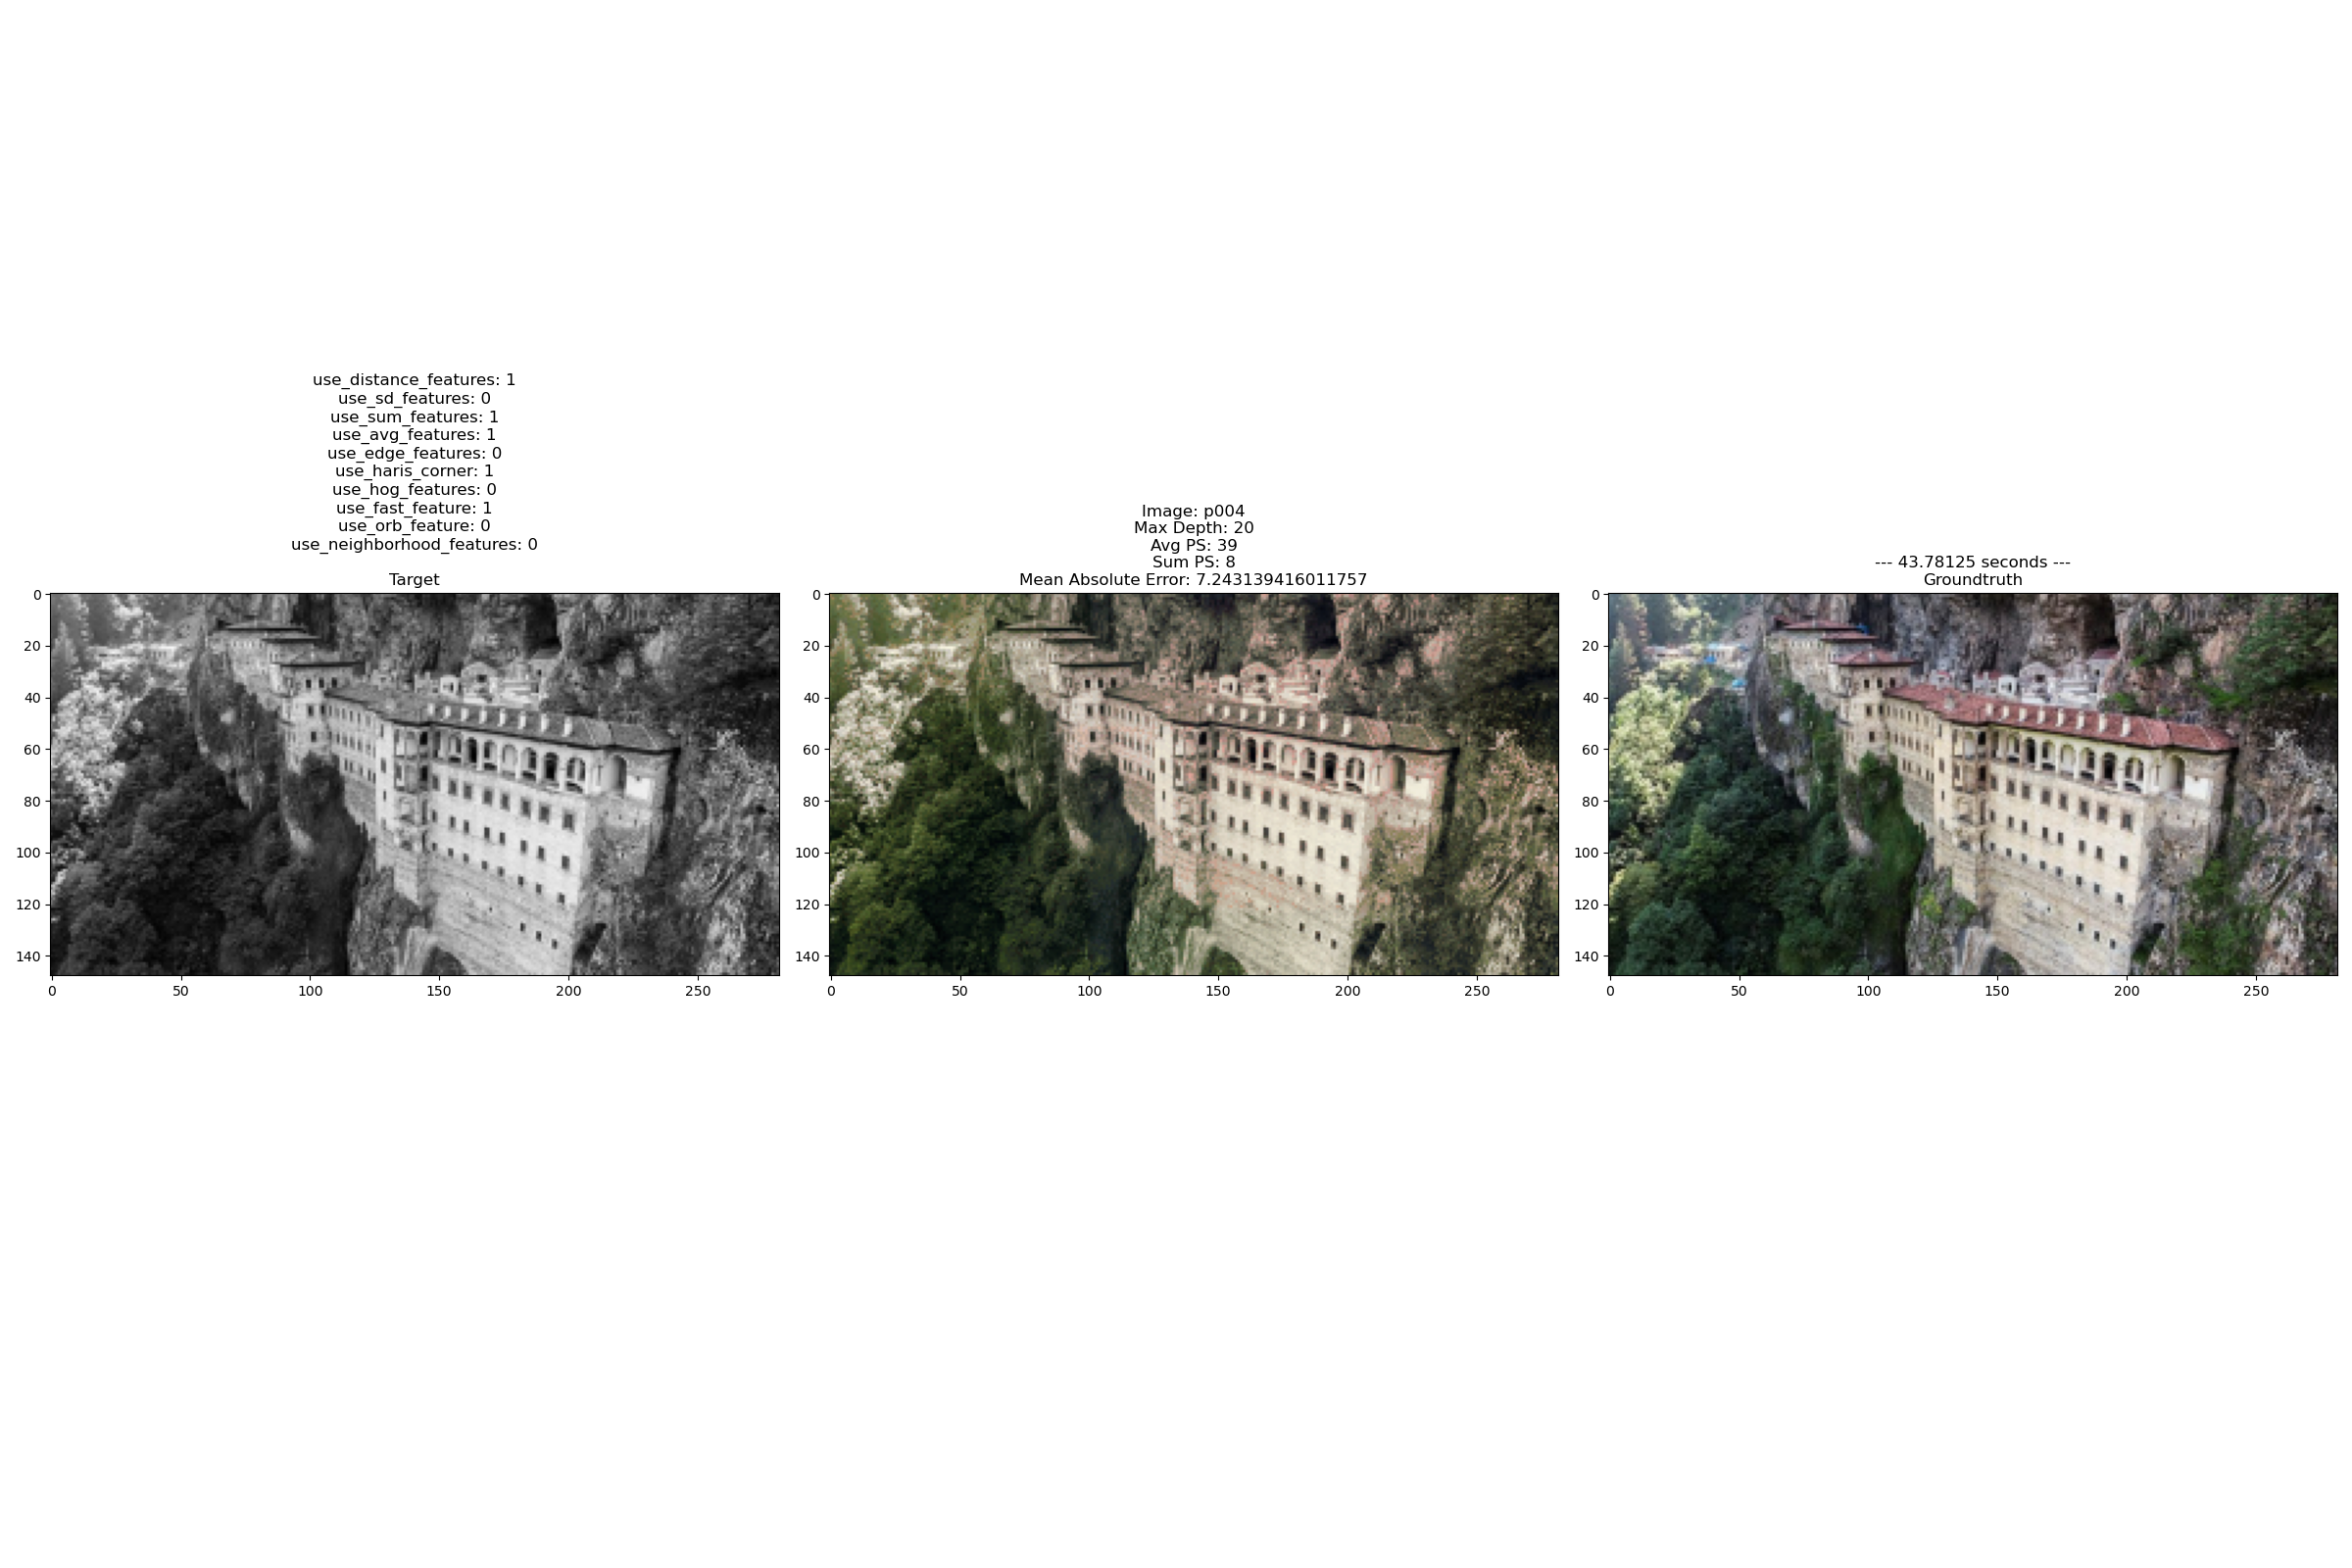 use_distance_features: 1
use_sd_features: 0
use_sum_features: 1
use_avg_features: 1
use_edge_features: 0
use_haris_corner: 1
use_hog_features: 0
use_fast_feature: 1
use_orb_feature: 0
use_neighborhood_features: 0
Target
0
20
40
60
80
100
120
140
0 50 100 150 200 250
Image: p004
Max Depth: 20
Avg PS: 39
Sum PS: 8
Mean Absolute Error: 7.243139416011757
0
20
40
60
80
100
120
140
0 50 100 150 200 250
--- 43.78125 seconds ---
Groundtruth
0
20
40
60
80
100
120
140
0 50 100 150 200 250